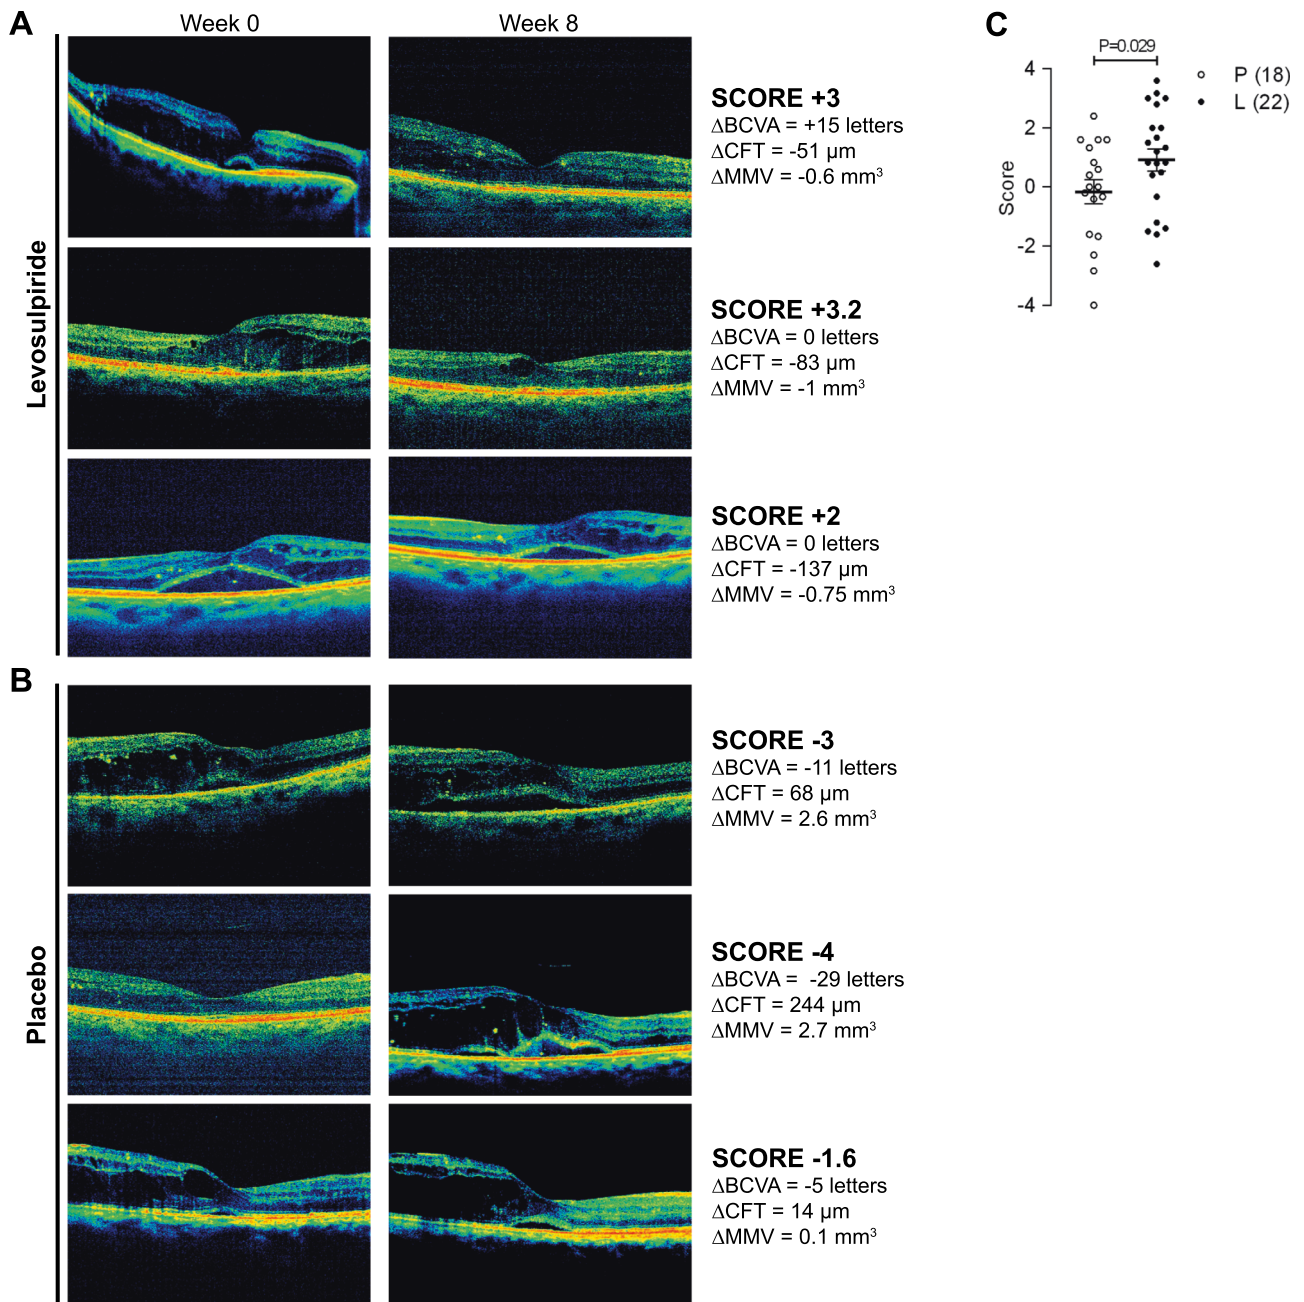 A
Week 0
Week 8
Levosulpiride
SCORE +3
ΔBCVA = +15 letters
ΔCFT = -51 µm
ΔMMV = -0.6 mm³
SCORE +3.2
ΔBCVA = 0 letters
ΔCFT = -83 µm
ΔMMV = -1 mm³
SCORE +2
ΔBCVA = 0 letters
ΔCFT = -137 µm
ΔMMV = -0.75 mm³
B
Placebo
SCORE -3
ΔBCVA = -11 letters
ΔCFT = 68 µm
ΔMMV = 2.6 mm³
SCORE -4
ΔBCVA = -29 letters
ΔCFT = 244 µm
ΔMMV = 2.7 mm³
SCORE -1.6
ΔBCVA = -5 letters
ΔCFT = 14 µm
ΔMMV = 0.1 mm³
C
P=0.029
P (18)
L (22)
Score
4
2
0
-2
-4